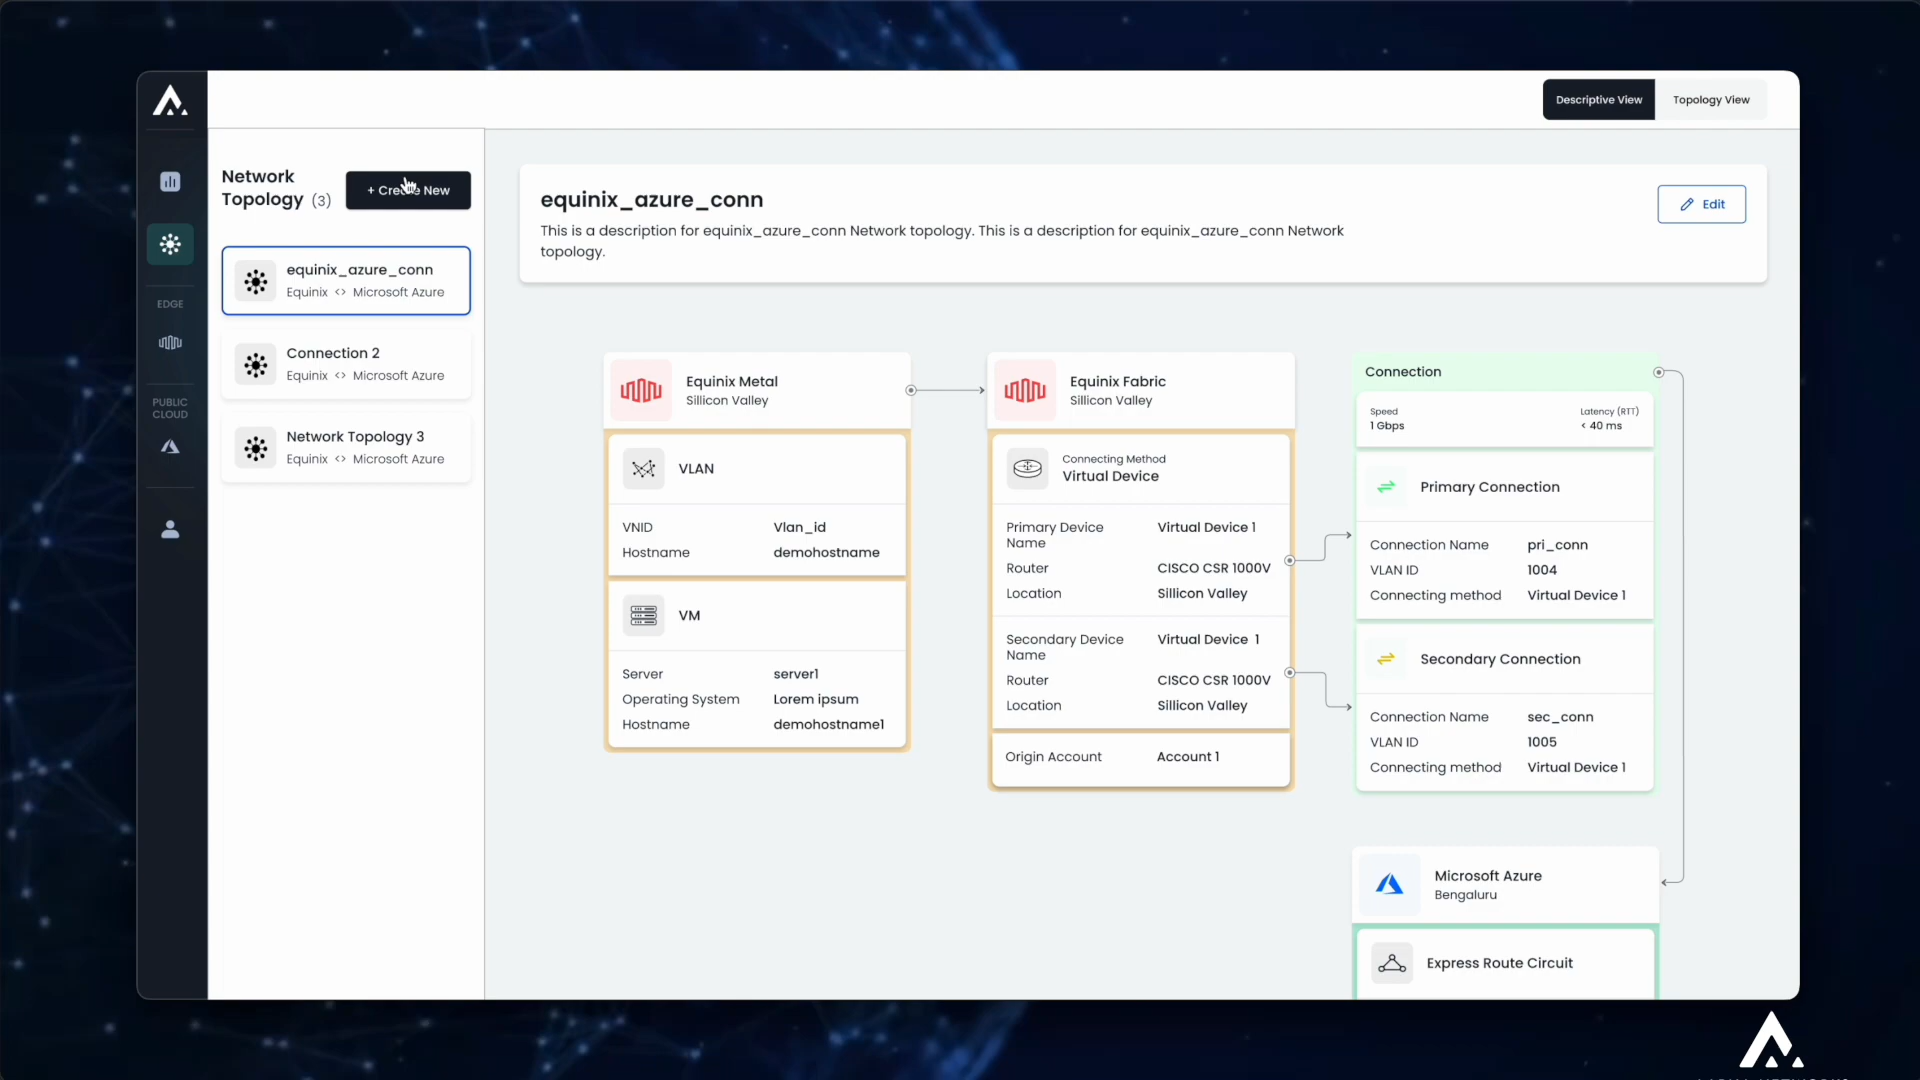 Descriptive View
Topology View
Network
Topology (3)
+ Create New
equinix_azure_conn
Equinix <> Microsoft Azure
Connection 2
Equinix <> Microsoft Azure
Network Topology 3
Equinix <> Microsoft Azure
EDGE
PUBLIC
CLOUD
equinix_azure_conn
This is a description for equinix_azure_conn Network topology. This is a description for equinix_azure_conn Network
topology.
Edit
Equinix Metal
Sillicon Valley
VLAN
VNID Vlan_id
Hostname demohostname
VM
Server server1
Operating System Lorem ipsum
Hostname demohostname1
Equinix Fabric
Sillicon Valley
Connecting Method
Virtual Device
Primary Device Virtual Device 1
Name
Router CISCO CSR 1000V
Location Sillicon Valley
Secondary Device Virtual Device 1
Name
Router CISCO CSR 1000V
Location Sillicon Valley
Origin Account Account 1
Connection
Speed Latency (RTT)
1 Gbps < 40 ms
Primary Connection
Connection Name pri_conn
VLAN ID 1004
Connecting method Virtual Device 1
Secondary Connection
Connection Name sec_conn
VLAN ID 1005
Connecting method Virtual Device 1
Microsoft Azure
Bengaluru
Express Route Circuit